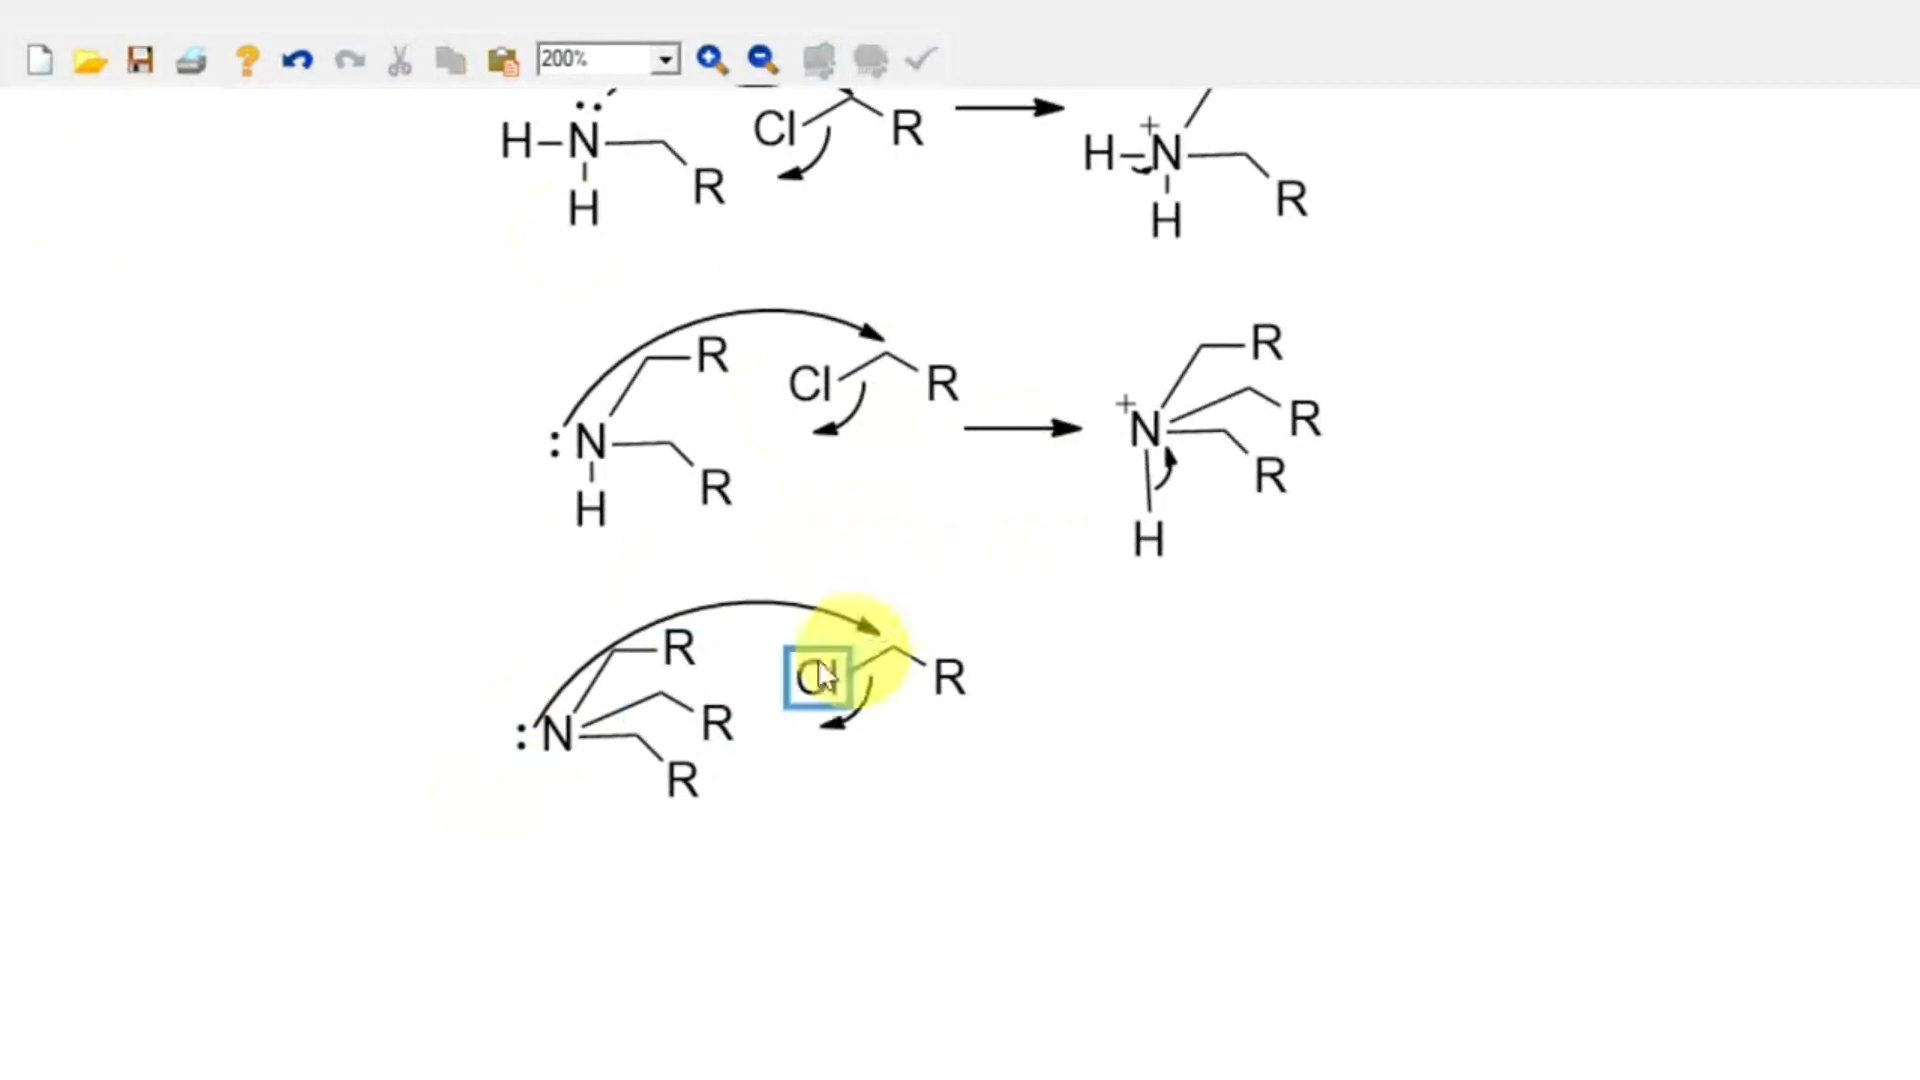 200%
Cl R
H N R H
H N + R H
R
Cl R
: N R H
R
+ N R R H
R
Cl R
: N R R